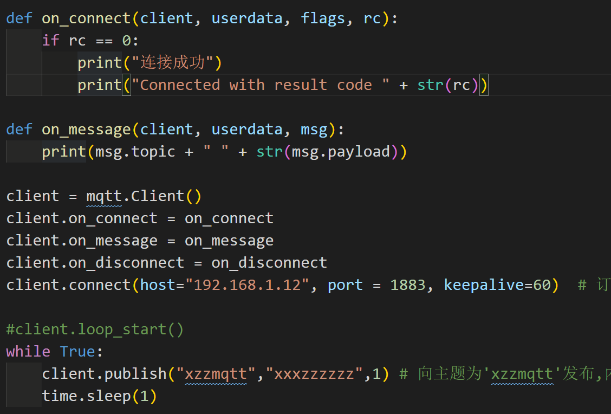 def on_connect(client, userdata, flags, rc):
    if rc == 0:
        print("连接成功")
        print("Connected with result code " + str(rc))
def on_message(client, userdata, msg):
    print(msg.topic + " " + str(msg.payload))
client = mqtt.Client()
client.on_connect = on_connect
client.on_message = on_message
client.on_disconnect = on_disconnect
client.connect(host="192.168.1.12", port = 1883, keepalive=60)  # 订
#client.loop_start()
while True:
    client.publish("xzzmqtt","xxxzzzzzz",1) # 向主题为'xzzmqtt'发布,
    time.sleep(1)